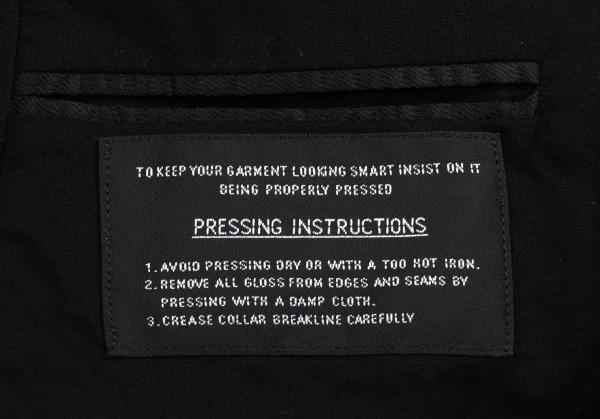 TO KEEP YOUR GARMENT LOOKING SMART INSIST ON IT
BEING PROPERLY PRESSED
PRESSING INSTRUCTIONS
1. AVOID PRESSING DRY OR WITH A TOO HOT IRON.
2. REMOVE ALL GLOSS FROM EDGES AND SEAMS BY
PRESSING WITH A DAMP CLOTH.
3. CREASE COLLAR BREAKLINE CAREFULLY